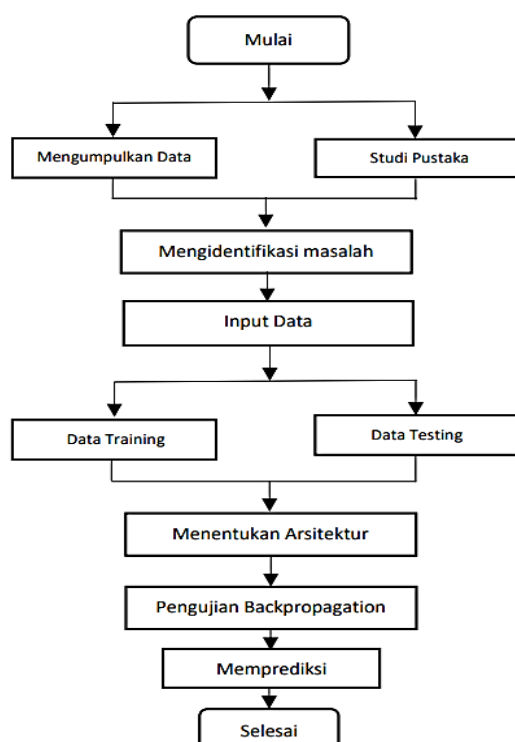 Mulai
Mengumpulkan Data
Studi Pustaka
Mengidentifikasi masalah
Input Data
Data Training
Data Testing
Menentukan Arsitektur
Pengujian Backpropagation
Memprediksi
Selesai